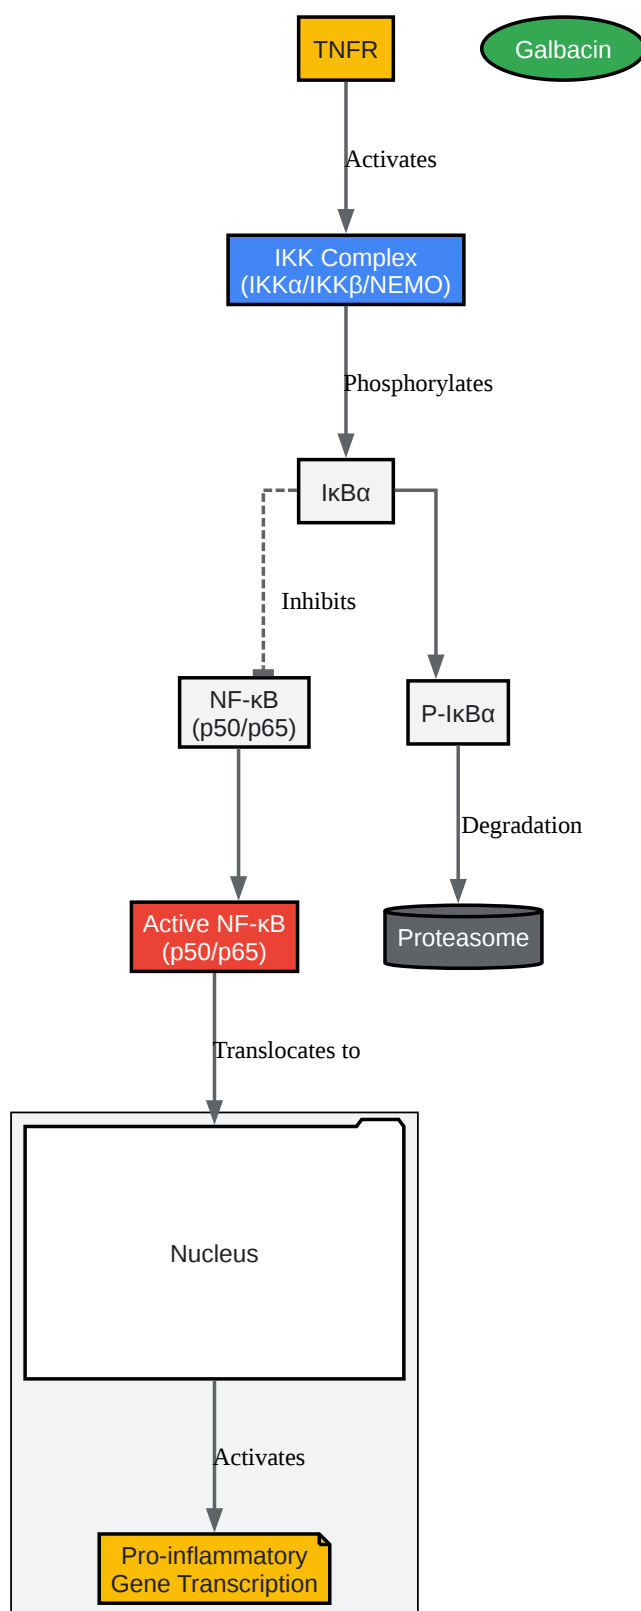 TNFR
Galbacin
Activates
IKK Complex
(IKKα/IKKβ/NEMO)
Phosphorylates
IκBα
Inhibits
NF-κB
(p50/p65)
P-IκBα
Degradation
Active NF-κB
(p50/p65)
Proteasome
Translocates to
Nucleus
Activates
Pro-inflammatory
Gene Transcription